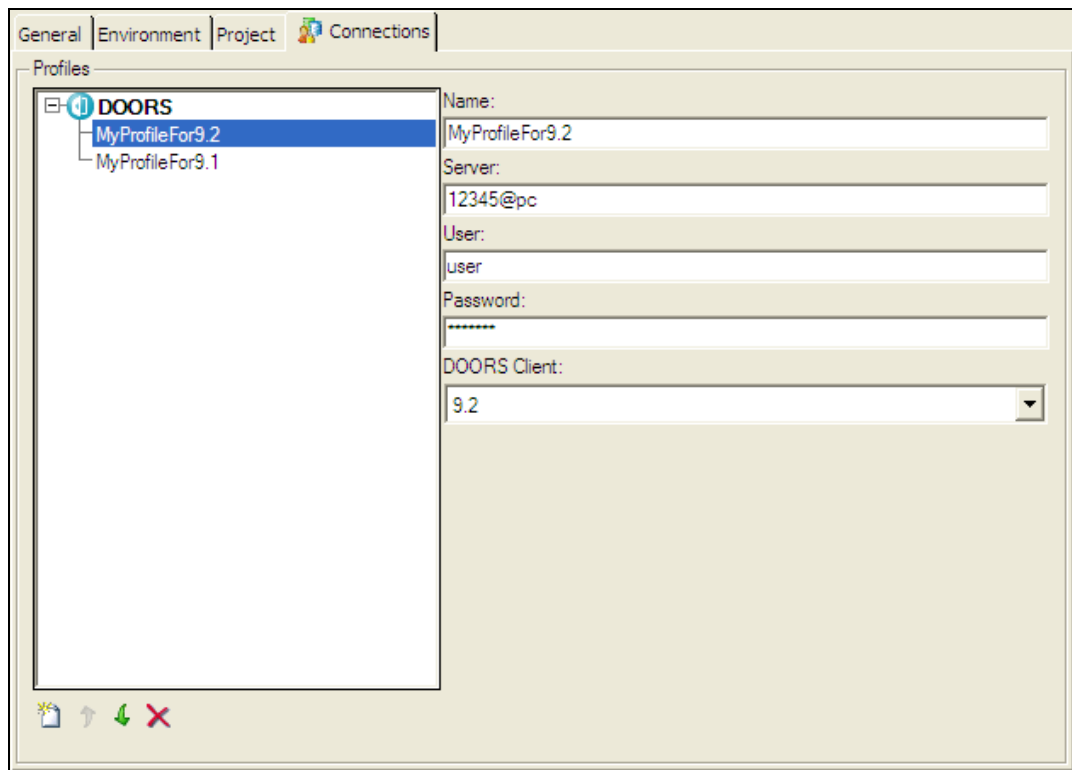 General Environment Project Connections
Profiles
DOORS
MyProfileFor9.2
MyProfileFor9.1
Name:
MyProfileFor9.2
Server:
12345@pc
User:
user
Password:
*******
DOORS Client:
9.2